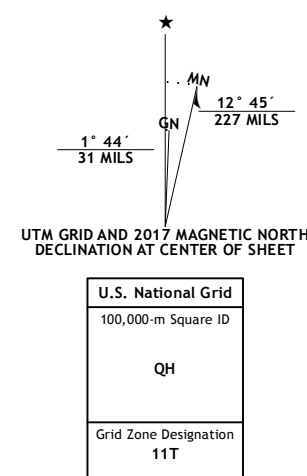 ★
MN
GN
12° 45´
227 MILS
1° 44´
31 MILS
UTM GRID AND 2017 MAGNETIC NORTH
DECLINATION AT CENTER OF SHEET
U.S. National Grid
100,000-m Square ID
QH
Grid Zone Designation
11T